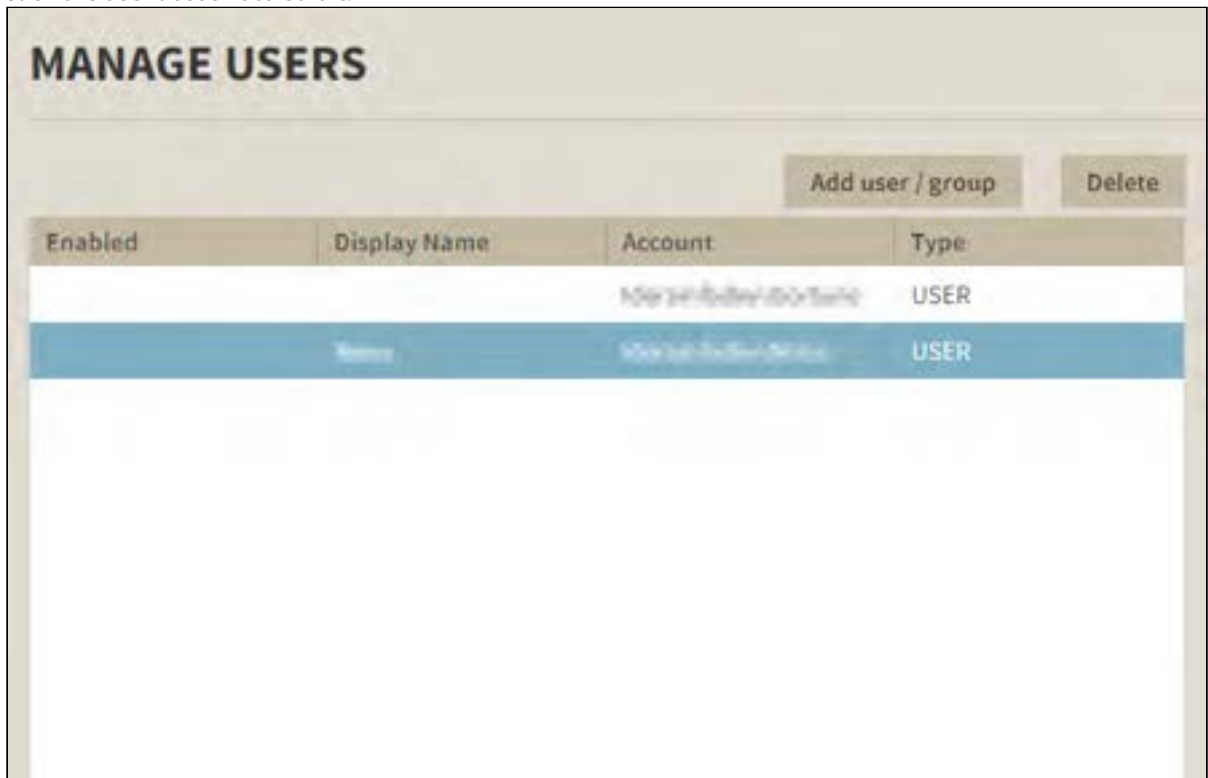 MANAGE USERS
Add user / group Delete
Enabled Display Name Account Type
USER
USER